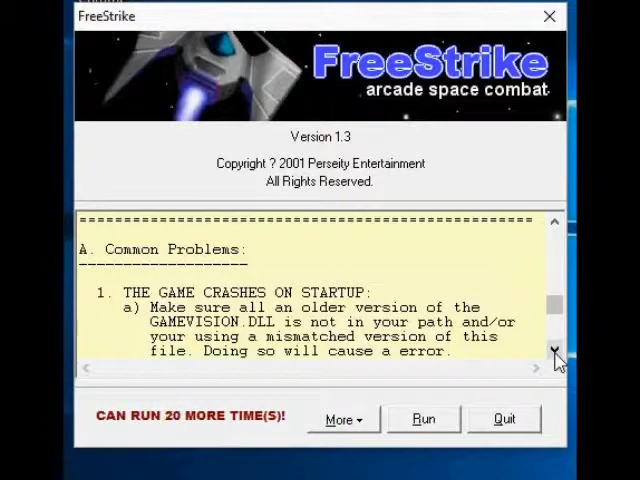 FreeStrike
FreeStrike
arcade space combat
Version 1.3
Copyright ? 2001 Perseity Entertainment
All Rights Reserved.
====================================================
A. Common Problems:
-------------------
1. THE GAME CRASHES ON STARTUP:
a) Make sure all an older version of the
GAMEVISION.DLL is not in your path and/or
your using a mismatched version of this
file. Doing so will cause a error.
CAN RUN 20 MORE TIME(S)!
More
Run
Quit